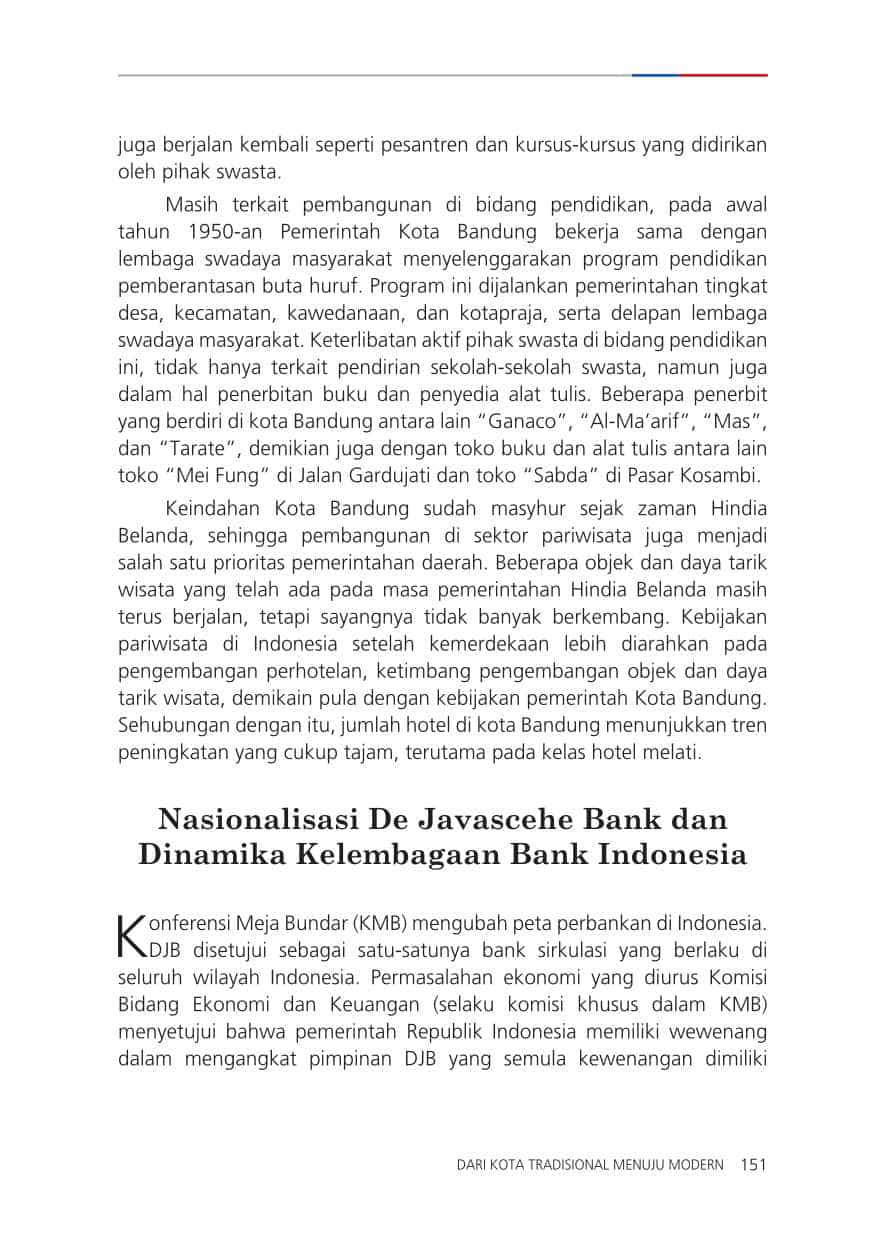 juga berjalan kembali seperti pesantren dan kursus-kursus yang didirikan
oleh pihak swasta.
Masih terkait pembangunan di bidang pendidikan, pada awal
tahun 1950-an Pemerintah Kota Bandung bekerja sama dengan
lembaga swadaya masyarakat menyelenggarakan program pendidikan
pemberantasan buta huruf. Program ini dijalankan pemerintahan tingkat
desa, kecamatan, kawedanaan, dan kotapraja, serta delapan lembaga
swadaya masyarakat. Keterlibatan aktif pihak swasta di bidang pendidikan
ini, tidak hanya terkait pendirian sekolah-sekolah swasta, namun juga
dalam hal penerbitan buku dan penyedia alat tulis. Beberapa penerbit
yang berdiri di kota Bandung antara lain “Ganaco”, “Al-Ma’arif”, “Mas”,
dan “Tarate”, demikian juga dengan toko buku dan alat tulis antara lain
toko “Mei Fung” di Jalan Gardujati dan toko “Sabda” di Pasar Kosambi.
Keindahan Kota Bandung sudah masyhur sejak zaman Hindia
Belanda, sehingga pembangunan di sektor pariwisata juga menjadi
salah satu prioritas pemerintahan daerah. Beberapa objek dan daya tarik
wisata yang telah ada pada masa pemerintahan Hindia Belanda masih
terus berjalan, tetapi sayangnya tidak banyak berkembang. Kebijakan
pariwisata di Indonesia setelah kemerdekaan lebih diarahkan pada
pengembangan perhotelan, ketimbang pengembangan objek dan daya
tarik wisata, demikain pula dengan kebijakan pemerintah Kota Bandung.
Sehubungan dengan itu, jumlah hotel di kota Bandung menunjukkan tren
peningkatan yang cukup tajam, terutama pada kelas hotel melati.
Nasionalisasi De Javascehe Bank dan
Dinamika Kelembagaan Bank Indonesia
Konferensi Meja Bundar (KMB) mengubah peta perbankan di Indonesia.
DJB disetujui sebagai satu-satunya bank sirkulasi yang berlaku di
seluruh wilayah Indonesia. Permasalahan ekonomi yang diurus Komisi
Bidang Ekonomi dan Keuangan (selaku komisi khusus dalam KMB)
menyetujui bahwa pemerintah Republik Indonesia memiliki wewenang
dalam mengangkat pimpinan DJB yang semula kewenangan dimiliki
DARI KOTA TRADISIONAL MENUJU MODERN 151